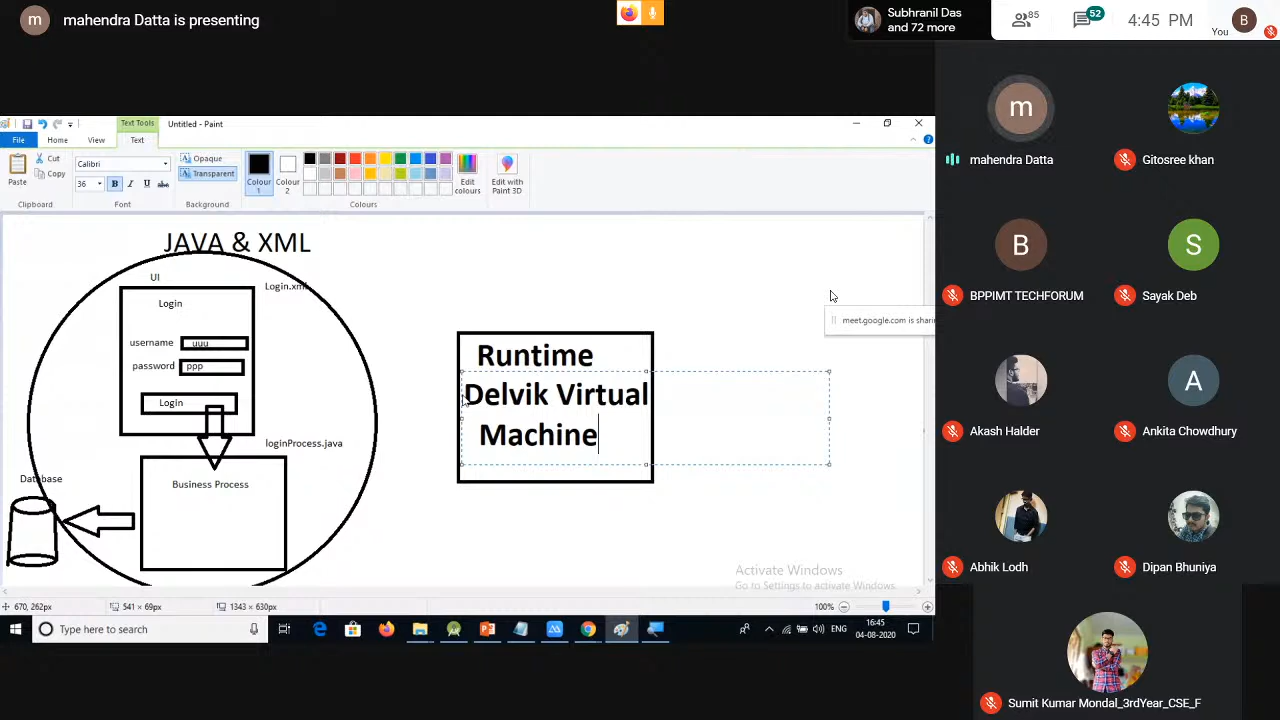 m mahendra Datta is presenting
Subhranil Das
and 72 more
85
52
4:45 PM
You
B
Text Tools
Untitled - Paint
File
Home
View
Text
Paste
Cut
Copy
Clipboard
Calibri
36
B I U abc
Font
Opaque
Transparent
Background
Colour
1
Colour
2
Edit
colours
Edit with
Paint 3D
Colours
JAVA & XML
UI
Login.xml
Login
username uuu
password ppp
Login
loginProcess.java
Database
Business Process
Runtime
Delvik Virtual
Machine
meet.google.com is sharin
Activate Windows
Go to Settings to activate Windows.
670, 262px
541 × 69px
1343 × 630px
100%
Type here to search
ENG
16:45
04-08-2020
m
mahendra Datta
Gitosree khan
B
BPPIMT TECHFORUM
S
Sayak Deb
Akash Halder
A
Ankita Chowdhury
Abhik Lodh
Dipan Bhuniya
Sumit Kumar Mondal_3rdYear_CSE_F